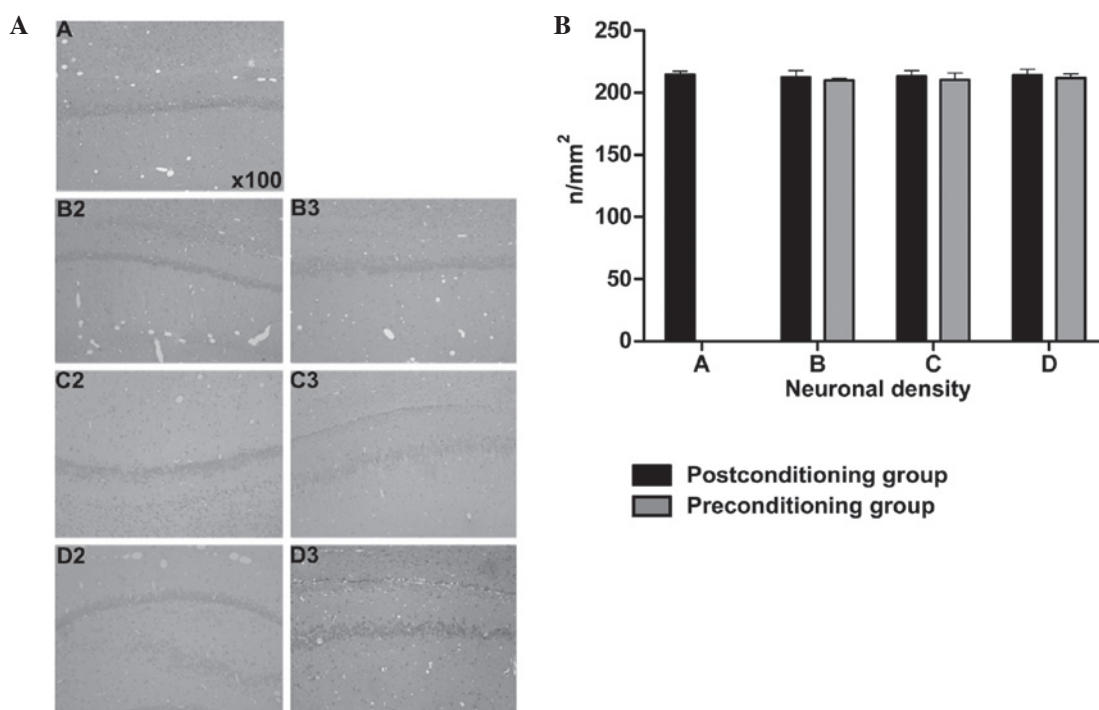 A
A
x100
B2
B3
C2
C3
D2
D3
B
250
200
150
100
50
0
n/mm²
A B C D
Neuronal density
Postconditioning group
Preconditioning group